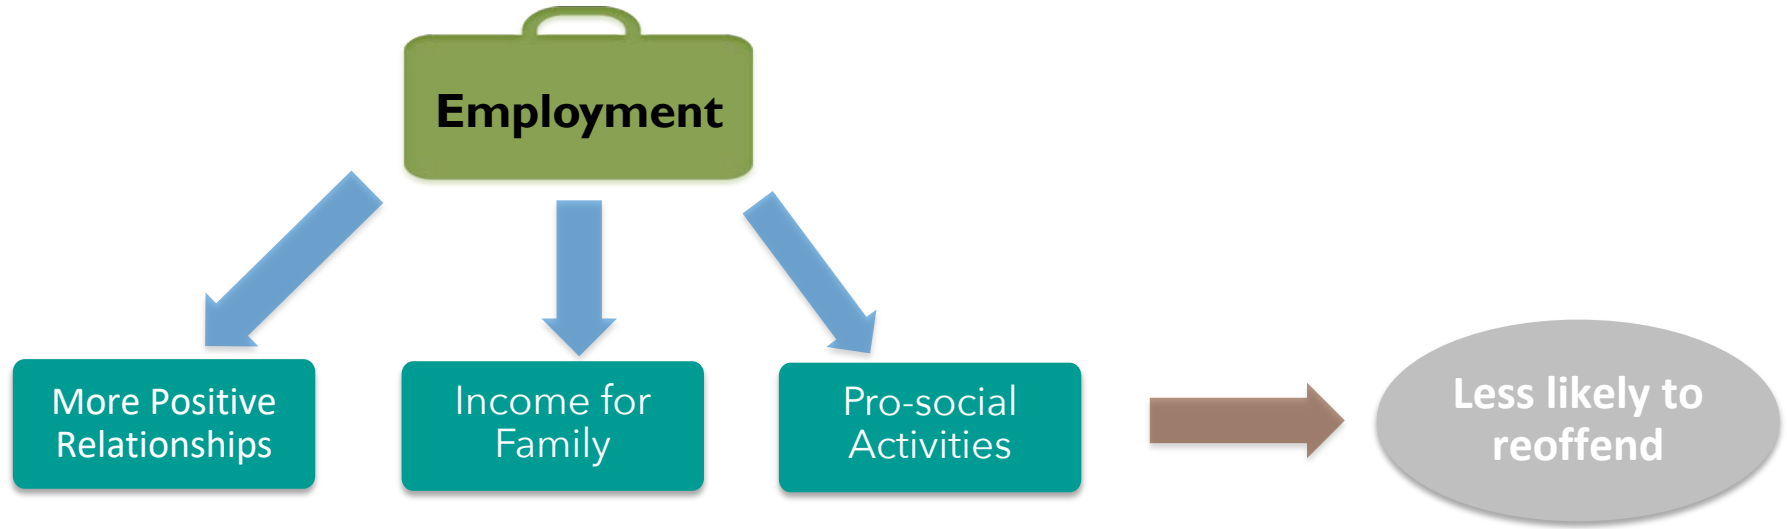 Employment
More Positive
Relationships
Income for
Family
Pro-social
Activities
Less likely to
reoffend